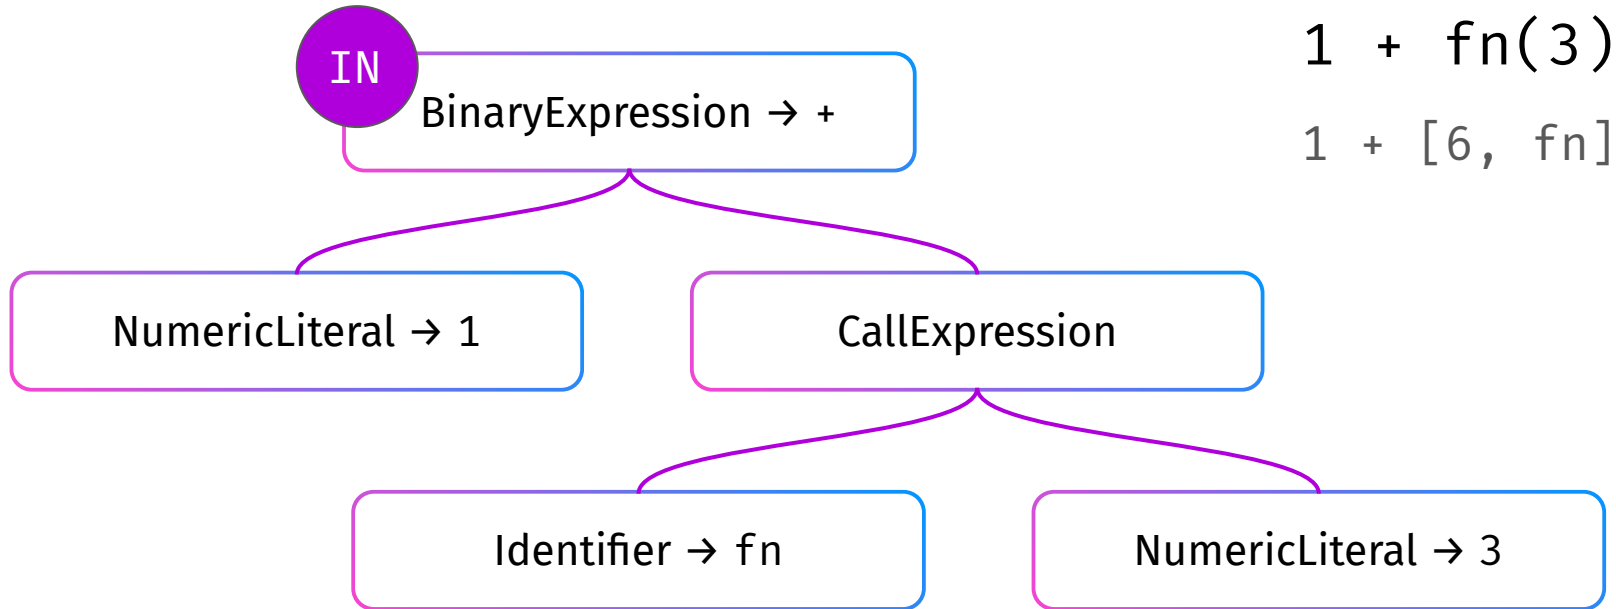 IN
BinaryExpression → +
1 + fn(3)
1 + [6, fn]
NumericLiteral → 1
CallExpression
Identifier → fn
NumericLiteral → 3